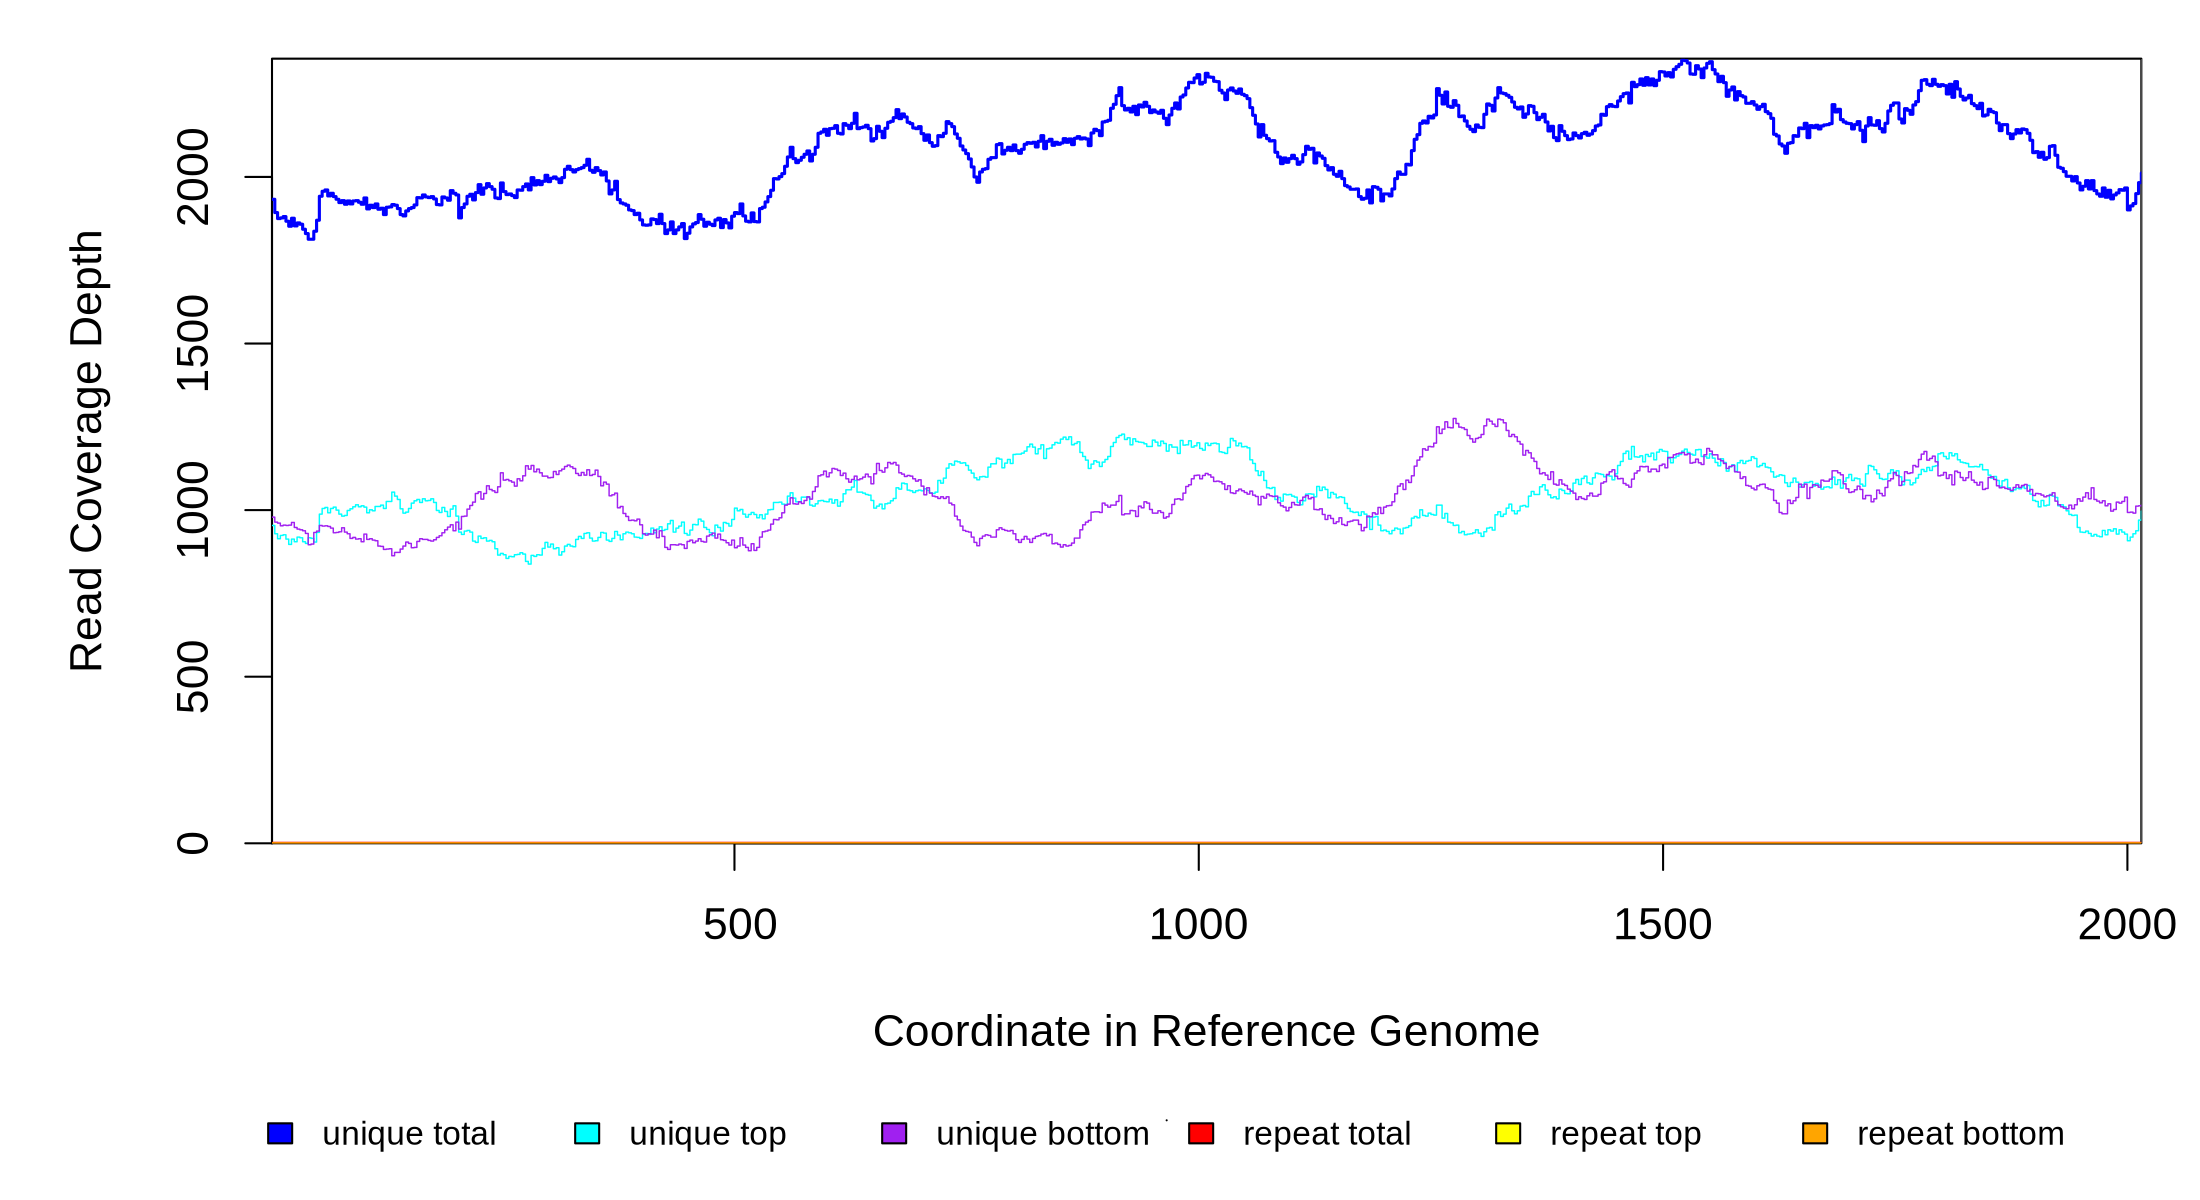 Read Coverage Depth
2000
1500
1000
500
0
500 1000 1500 2000
Coordinate in Reference Genome
unique total unique top unique bottom repeat total repeat top repeat bottom